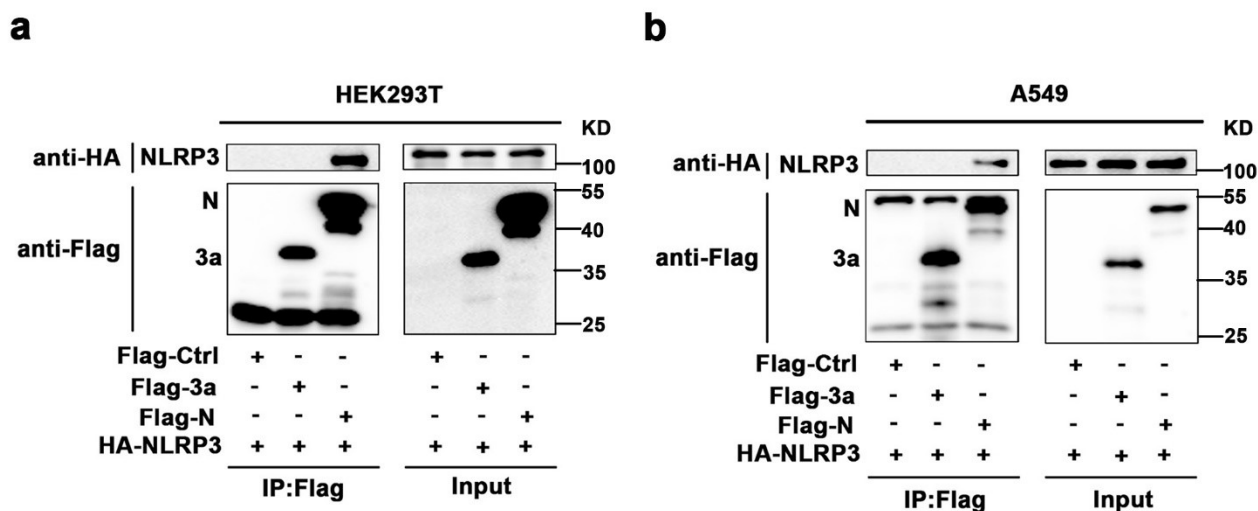 a
HEK293T
KD
anti-HA NLRP3
100
N
55
40
anti-Flag
3a
35
25
Flag-Ctrl + - - + - -
Flag-3a - + - - + -
Flag-N - - + - - +
HA-NLRP3 + + + + + +
IP:Flag Input
b
A549
KD
anti-HA NLRP3
100
N
55
40
anti-Flag
3a
35
25
Flag-Ctrl + - - + - -
Flag-3a - + - - + -
Flag-N - - + - - +
HA-NLRP3 + + + + + +
IP:Flag Input